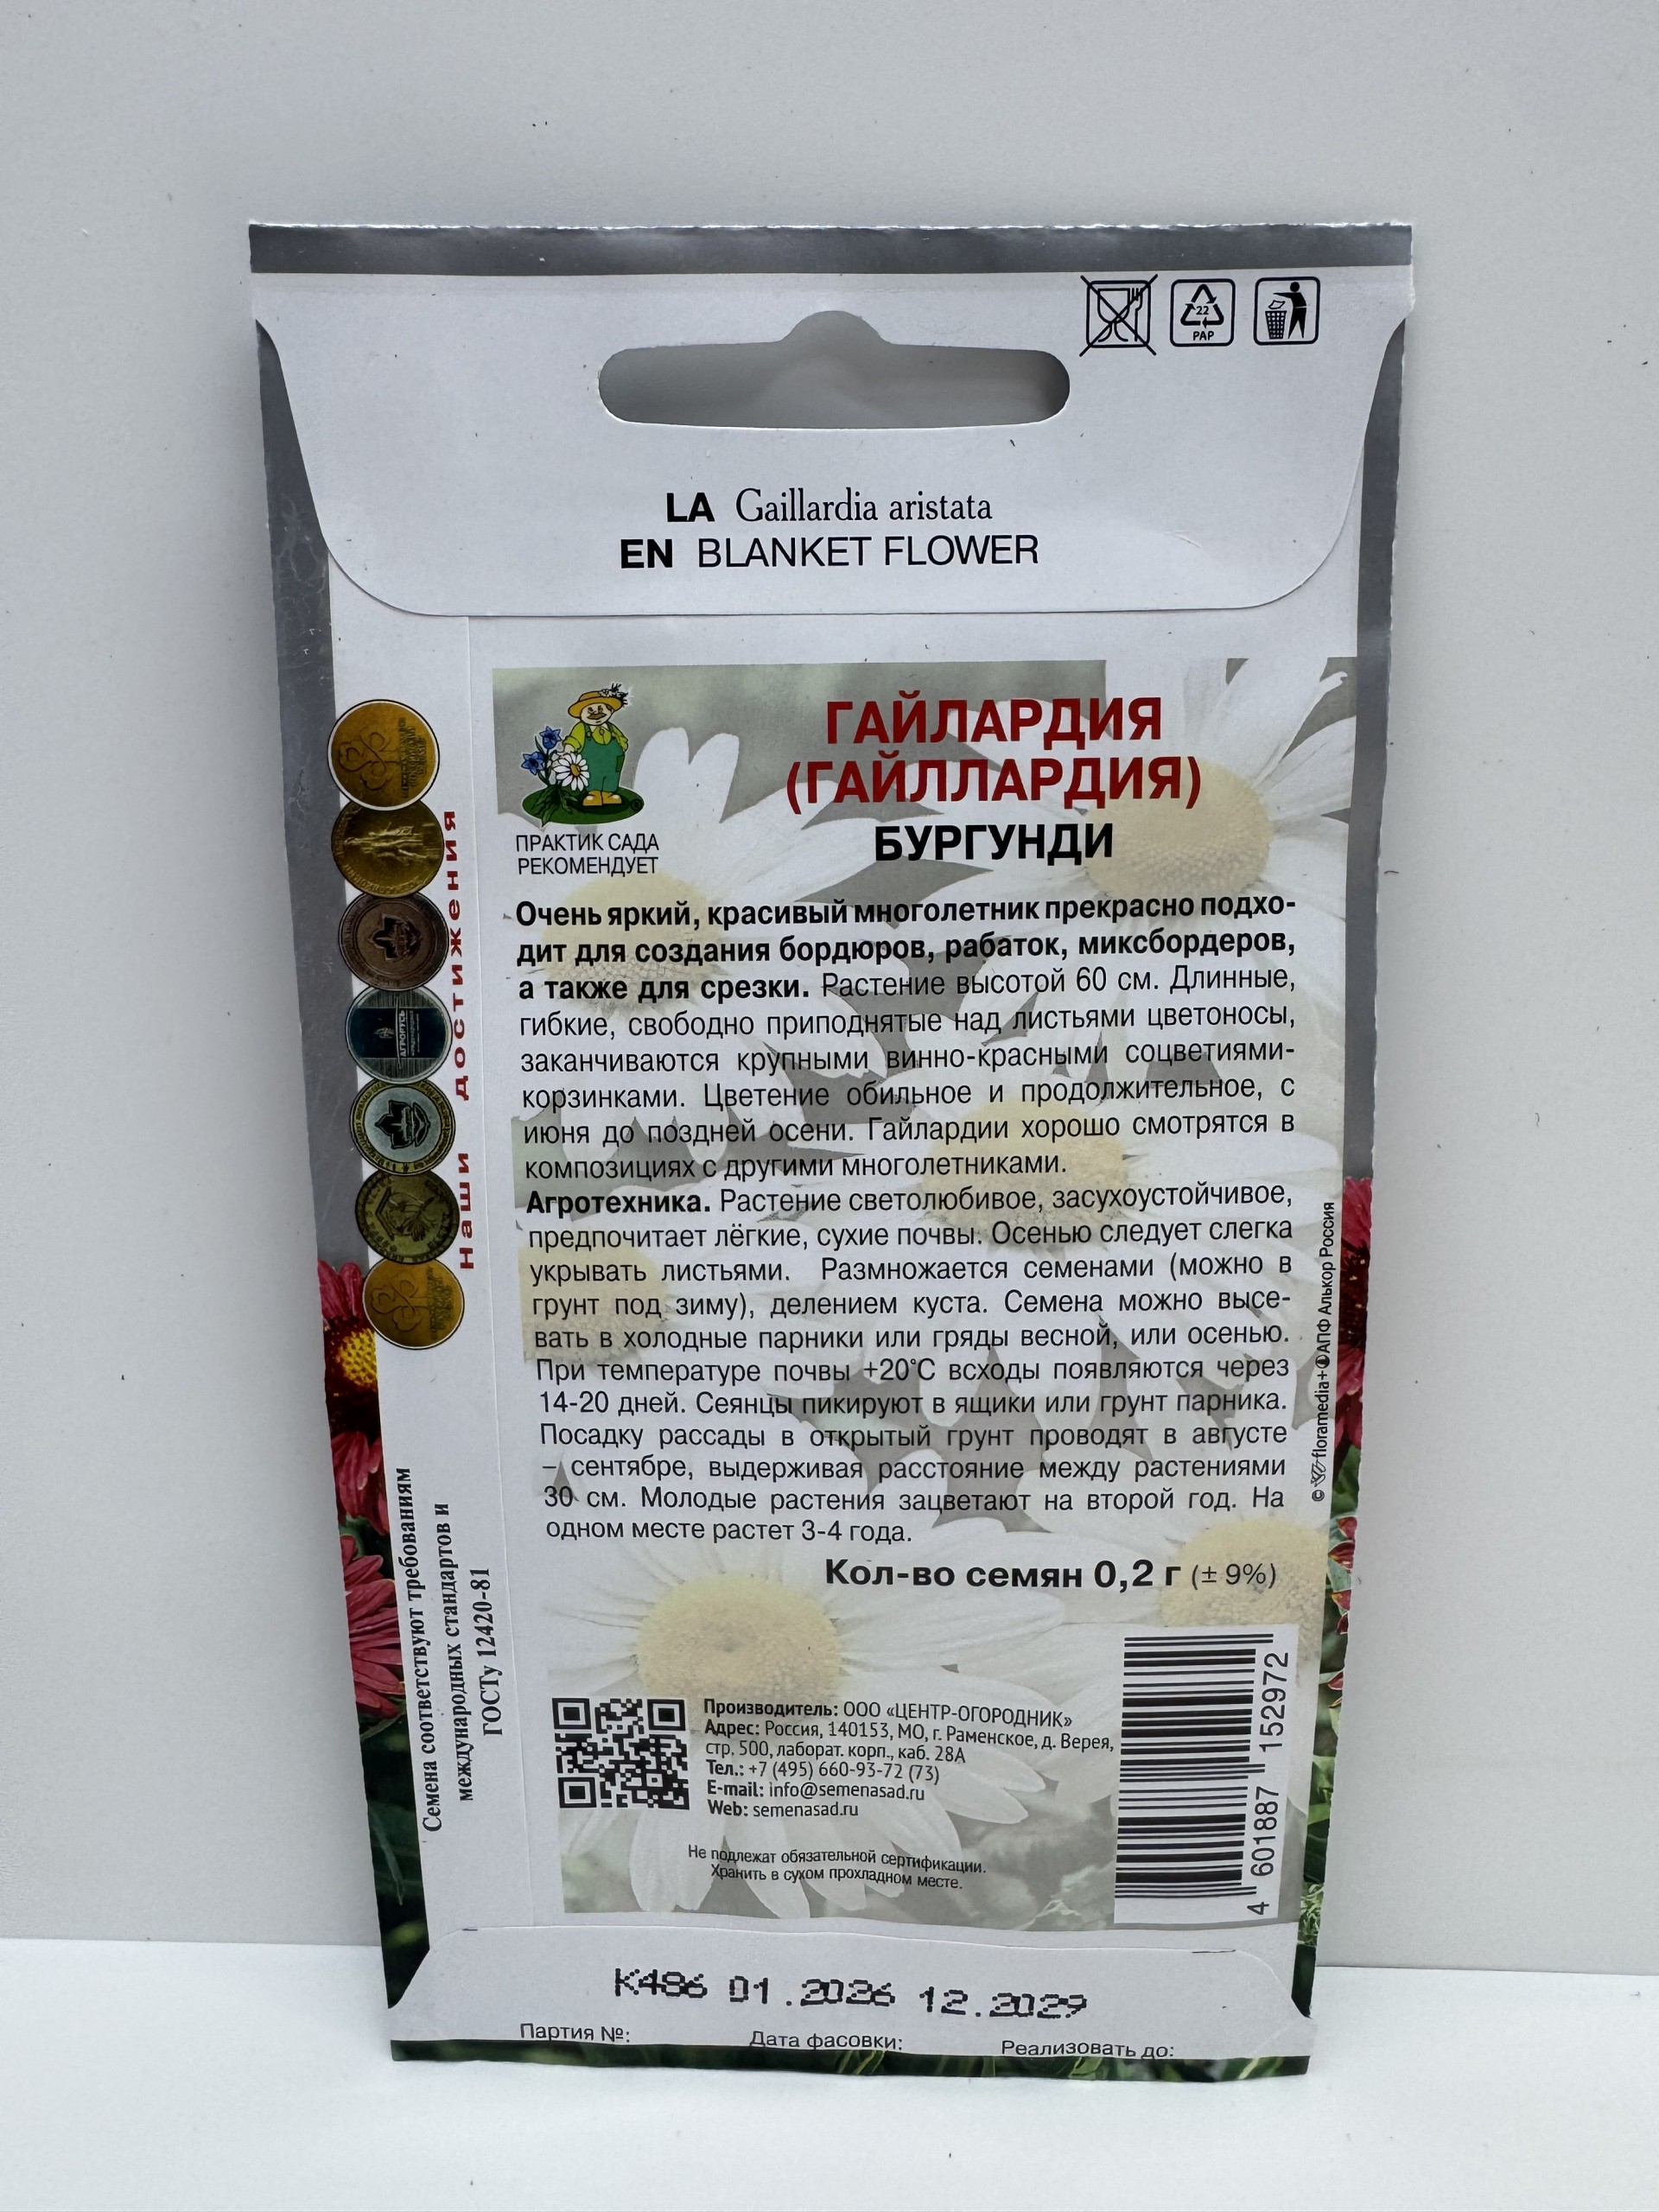 22
PAP
LA Gaillardia aristata
EN BLANKET FLOWER
ГАЙЛАРДИЯ
(ГАЙЛЛАРДИЯ)
БУРГУНДИ
ПРАКТИК САДА
РЕКОМЕНДУЕТ
Очень яркий, красивый многолетник прекрасно подхо-
дит для создания бордюров, рабаток, миксбордеров,
а также для срезки. Растение высотой 60 см. Длинные,
гибкие, свободно приподнятые над листьями цветоносы,
заканчиваются крупными винно-красными соцветиями-
корзинками. Цветение обильное и продолжительное, с
июня до поздней осени. Гайлардии хорошо смотрятся в
композициях с другими многолетниками.
Агротехника. Растение светолюбивое, засухоустойчивое,
предпочитает лёгкие, сухие почвы. Осенью следует слегка
укрывать листьями. Размножается семенами (можно в
грунт под зиму), делением куста. Семена можно высе-
вать в холодные парники или гряды весной, или осенью.
При температуре почвы +20°С всходы появляются через
14-20 дней. Сеянцы пикируют в ящики или грунт парника.
Посадку рассады в открытый грунт проводят в августе
– сентябре, выдерживая расстояние между растениями
30 см. Молодые растения зацветают на второй год. На
одном месте растет 3-4 года.
Кол-во семян 0,2 г (± 9%)
Производитель: ООО «ЦЕНТР-ОГОРОДНИК»
Адрес: Россия, 140153, МО, г. Раменское, д. Верея,
стр. 500, лаборат. корп., каб. 28А
Тел.: +7 (495) 660-93-72 (73)
E-mail: info@semenasad.ru
Web: semenasad.ru
Не подлежат обязательной сертификации.
Хранить в сухом прохладном месте.
4 601887 152972
© floramedia+ АПФ Алькор Россия
Наши достижения
АГРОРУСЬ
Семена соответствуют требованиям
международных стандартов и
ГОСТу 12420-81
К486 01.2026 12.2029
Партия №: Дата фасовки: Реализовать до: